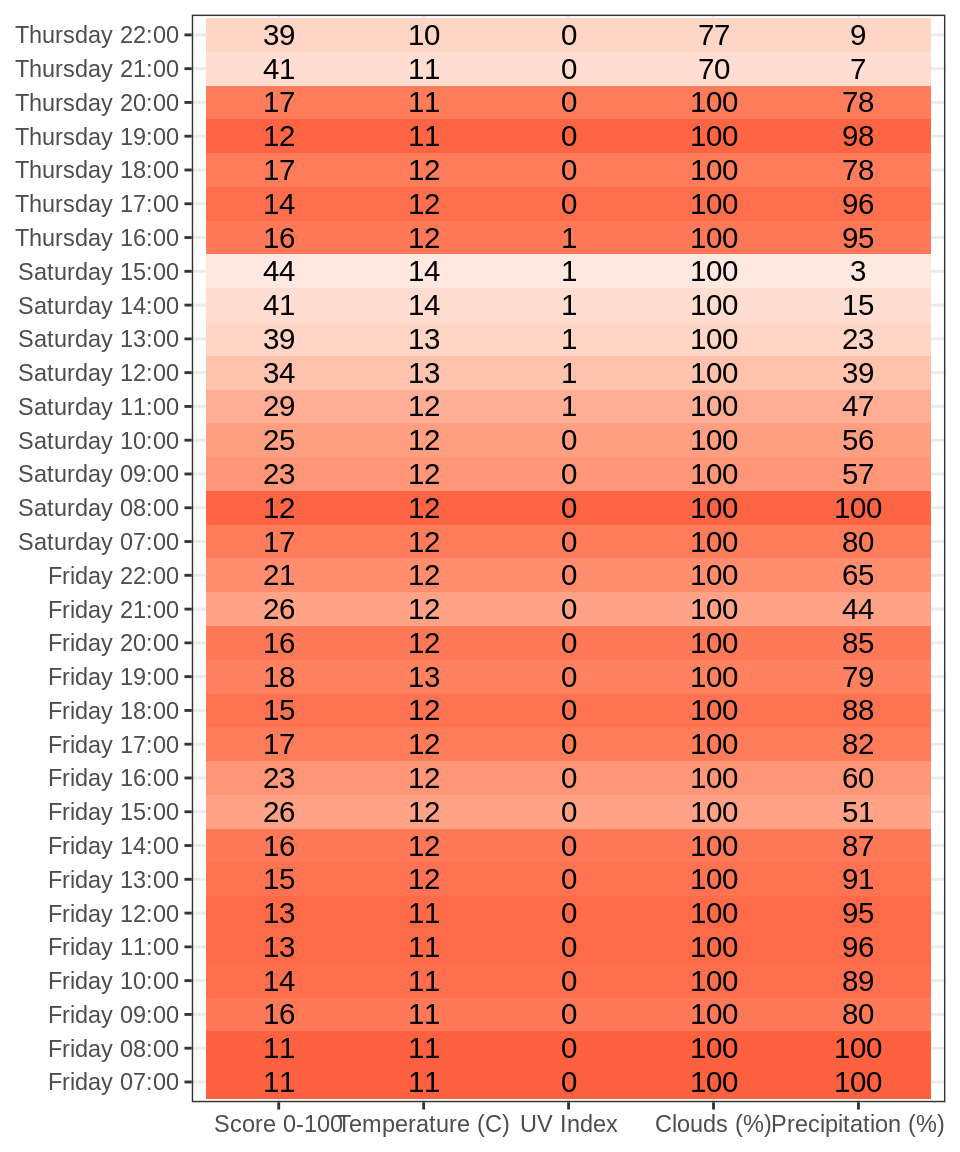 Thursday 22:00 39 10 0 77 9
Thursday 21:00 41 11 0 70 7
Thursday 20:00 17 11 0 100 78
Thursday 19:00 12 11 0 100 98
Thursday 18:00 17 12 0 100 78
Thursday 17:00 14 12 0 100 96
Thursday 16:00 16 12 1 100 95
Saturday 15:00 44 14 1 100 3
Saturday 14:00 41 14 1 100 15
Saturday 13:00 39 13 1 100 23
Saturday 12:00 34 13 1 100 39
Saturday 11:00 29 12 1 100 47
Saturday 10:00 25 12 0 100 56
Saturday 09:00 23 12 0 100 57
Saturday 08:00 12 12 0 100 100
Saturday 07:00 17 12 0 100 80
Friday 22:00 21 12 0 100 65
Friday 21:00 26 12 0 100 44
Friday 20:00 16 12 0 100 85
Friday 19:00 18 13 0 100 79
Friday 18:00 15 12 0 100 88
Friday 17:00 17 12 0 100 82
Friday 16:00 23 12 0 100 60
Friday 15:00 26 12 0 100 51
Friday 14:00 16 12 0 100 87
Friday 13:00 15 12 0 100 91
Friday 12:00 13 11 0 100 95
Friday 11:00 13 11 0 100 96
Friday 10:00 14 11 0 100 89
Friday 09:00 16 11 0 100 80
Friday 08:00 11 11 0 100 100
Friday 07:00 11 11 0 100 100
Score 0-100 Temperature (C) UV Index Clouds (%) Precipitation (%)